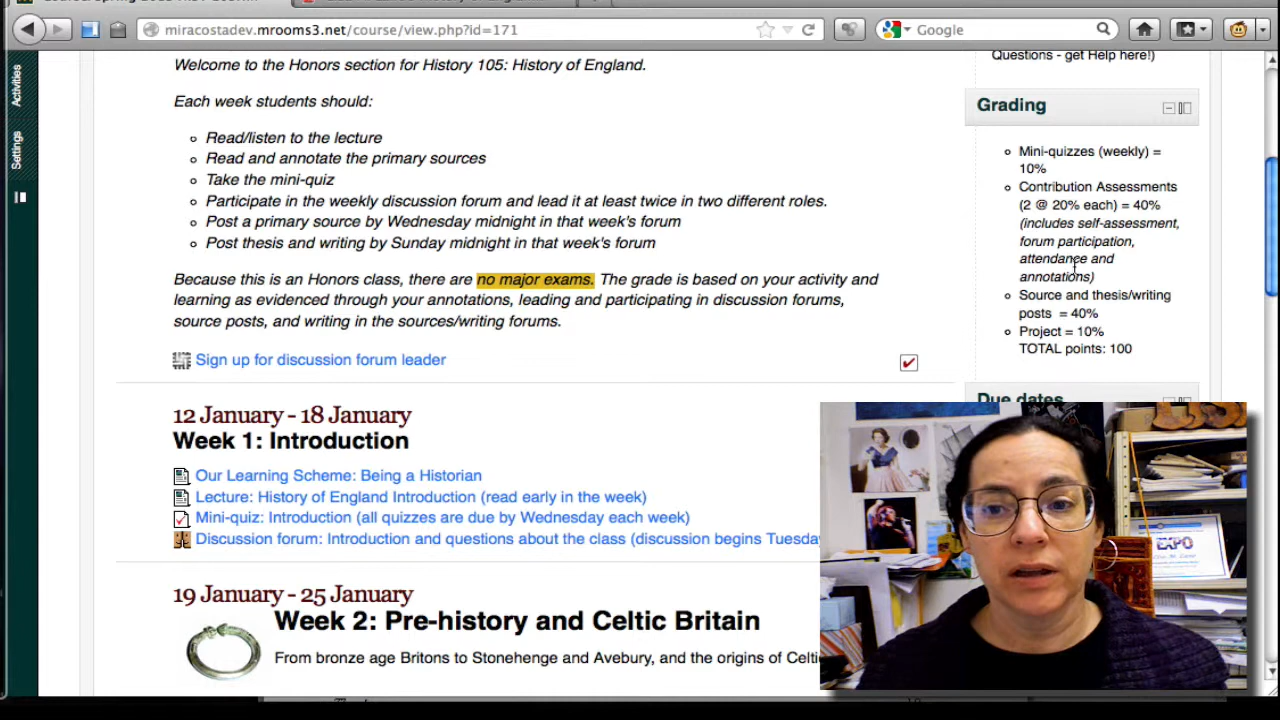 miracostadev.mrooms3.net/course/view.php?id=171
Google
Activities
Settings
Welcome to the Honors section for History 105: History of England.
Each week students should:
Read/listen to the lecture
Read and annotate the primary sources
Take the mini-quiz
Participate in the weekly discussion forum and lead it at least twice in two different roles.
Post a primary source by Wednesday midnight in that week's forum
Post thesis and writing by Sunday midnight in that week's forum
Because this is an Honors class, there are no major exams. The grade is based on your activity and
learning as evidenced through your annotations, leading and participating in discussion forums,
source posts, and writing in the sources/writing forums.
Sign up for discussion forum leader
12 January - 18 January
Week 1: Introduction
Our Learning Scheme: Being a Historian
Lecture: History of England Introduction (read early in the week)
Mini-quiz: Introduction (all quizzes are due by Wednesday each week)
Discussion forum: Introduction and questions about the class (discussion begins Tuesday
19 January - 25 January
Week 2: Pre-history and Celtic Britain
From bronze age Britons to Stonehenge and Avebury, and the origins of Celti
Questions - get Help here!)
Grading
Mini-quizzes (weekly) =
10%
Contribution Assessments
(2 @ 20% each) = 40%
(includes self-assessment,
forum participation,
attendance and
annotations)
Source and thesis/writing
posts = 40%
Project = 10%
TOTAL points: 100
Due dates
EXPO